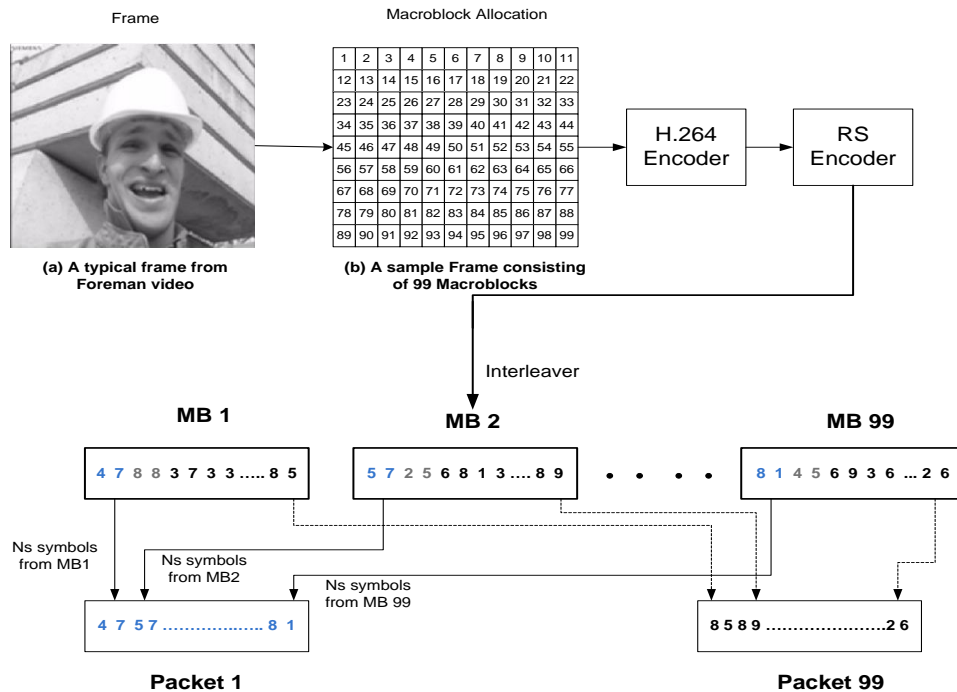 Frame
Macroblock Allocation
SIEMENS
1 2 3 4 5 6 7 8 9 10 11
12 13 14 15 16 17 18 19 20 21 22
23 24 25 26 27 28 29 30 31 32 33
34 35 36 37 38 39 40 41 42 43 44
45 46 47 48 49 50 51 52 53 54 55
56 57 58 59 60 61 62 63 64 65 66
67 68 69 70 71 72 73 74 75 76 77
78 79 80 81 82 83 84 85 86 87 88
89 90 91 92 93 94 95 96 97 98 99
H.264
Encoder
RS
Encoder
(a) A typical frame from
Foreman video
(b) A sample Frame consisting
of 99 Macroblocks
Interleaver
MB 1
MB 2
MB 99
4 7 8 8 3 7 3 3 ..... 8 5
5 7 2 5 6 8 1 3 .... 8 9
. . . .
8 1 4 5 6 9 3 6 ... 2 6
Ns symbols
from MB1
Ns symbols
from MB2
Ns symbols
from MB 99
4 7 5 7 .................... 8 1
8 5 8 9 ...................... 2 6
Packet 1
Packet 99